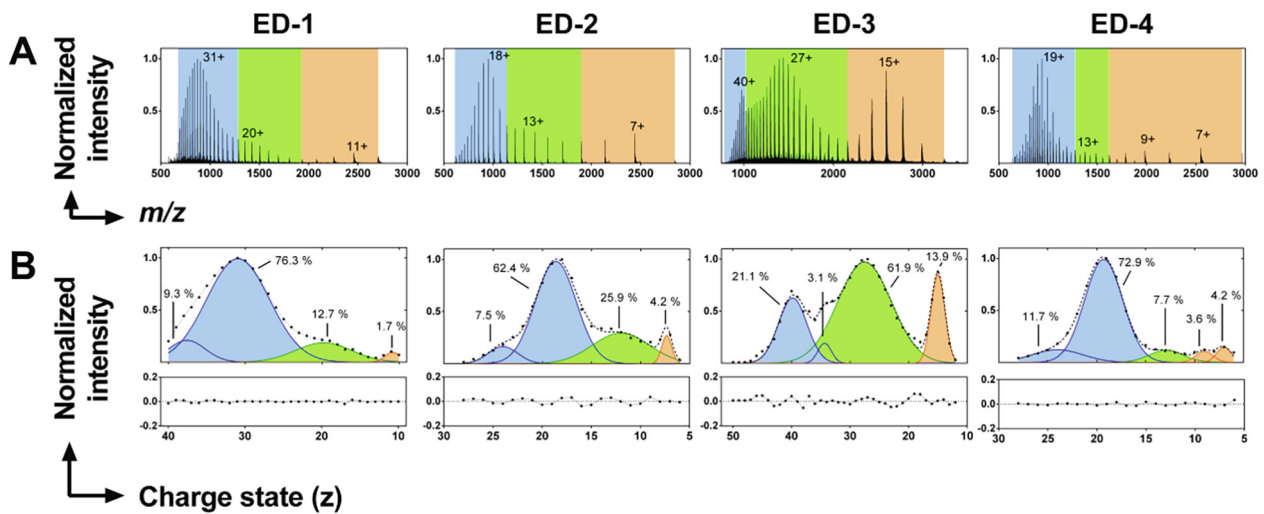 ED-1 ED-2 ED-3 ED-4
A
Normalized
intensity
1.0 0.5 31+ 20+ 11+
500 1000 1500 2000 2500 3000
1.0 0.5 18+ 13+ 7+
500 1000 1500 2000 2500 3000
1.0 0.5 40+ 27+ 15+
1000 2000 3000
1.0 0.5 19+ 13+ 9+ 7+
500 1000 1500 2000 2500 3000
m/z
B
Normalized
intensity
1.0 0.5 9.3 % 76.3 % 12.7 % 1.7 %
0.2 0.0 -0.2
40 30 20 10
1.0 0.5 7.5 % 62.4 % 25.9 % 4.2 %
0.2 0.0 -0.2
30 25 20 15 10 5
1.0 0.5 21.1 % 3.1 % 61.9 % 13.9 %
0.2 0.0 -0.2
50 40 30 20 10
1.0 0.5 11.7 % 72.9 % 7.7 % 3.6 % 4.2 %
0.2 0.0 -0.2
30 25 20 15 10 5
Charge state (z)